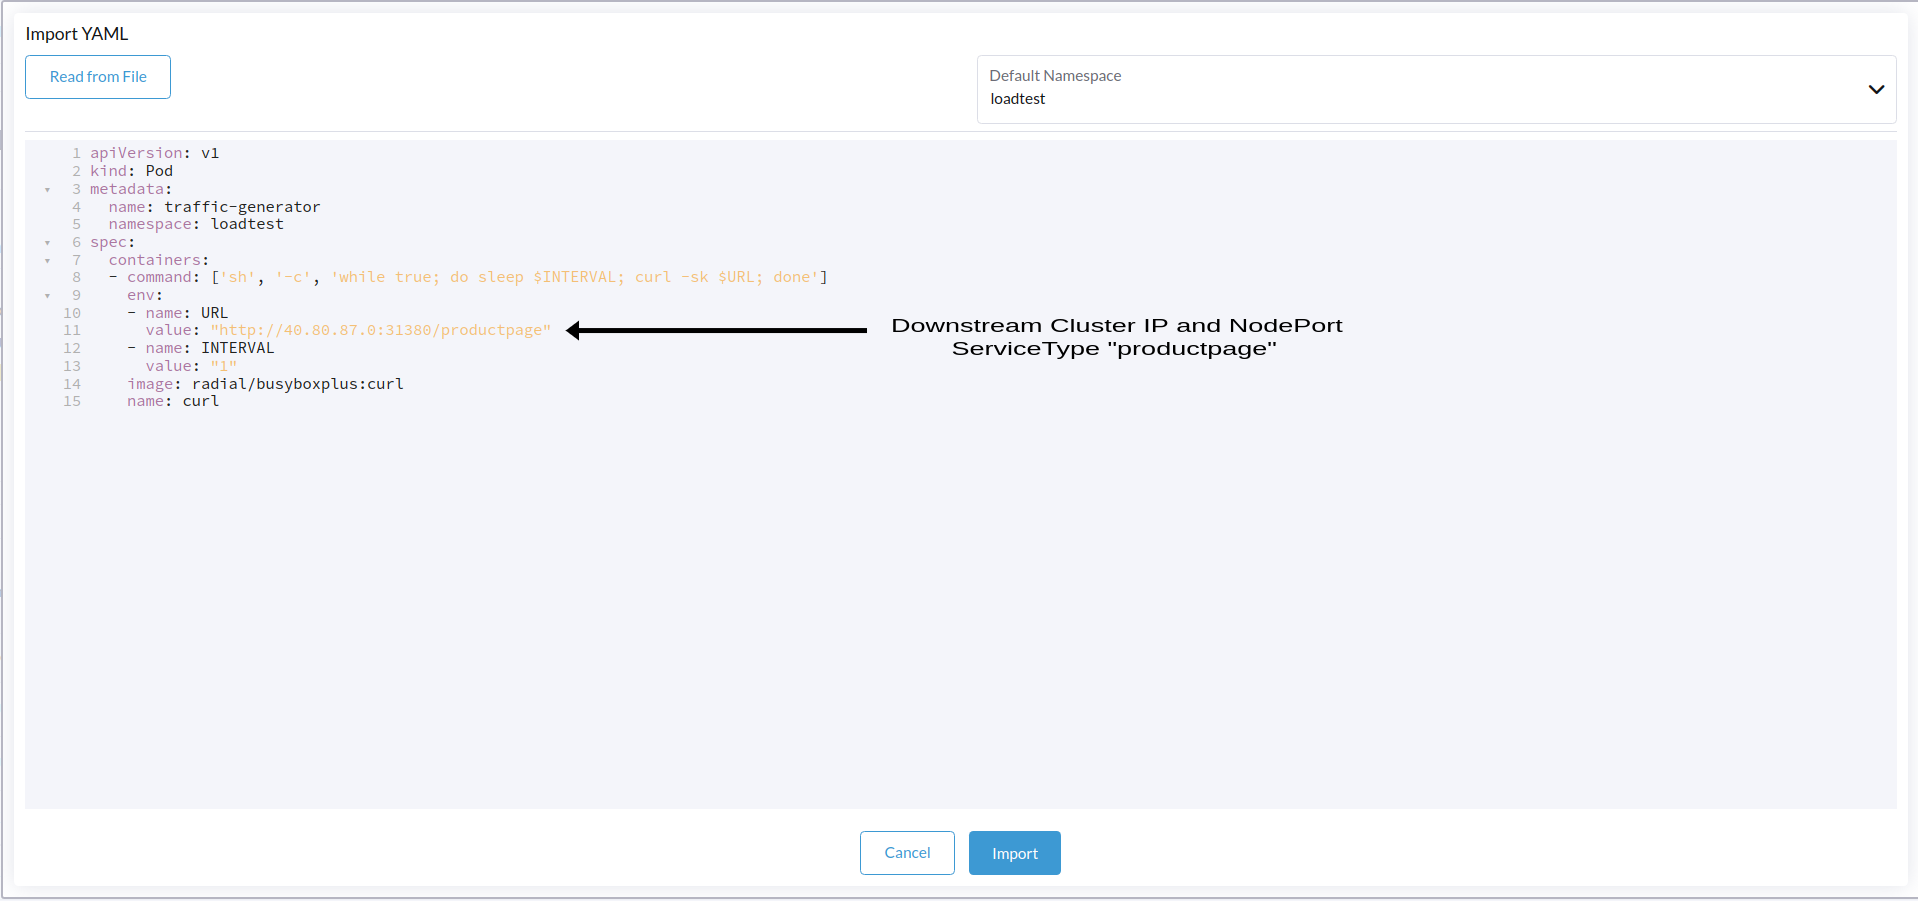 Import YAML
Read from File
Default Namespace
loadtest
1 apiVersion: v1
2 kind: Pod
3 metadata:
4   name: traffic-generator
5   namespace: loadtest
6 spec:
7   containers:
8   - command: ['sh', '-c', 'while true; do sleep $INTERVAL; curl -sk $URL; done']
9     env:
10     - name: URL
11       value: "http://40.80.87.0:31380/productpage"
Downstream Cluster IP and NodePort
ServiceType "productpage"
12     - name: INTERVAL
13       value: "1"
14     image: radial/busyboxplus:curl
15     name: curl
Cancel
Import